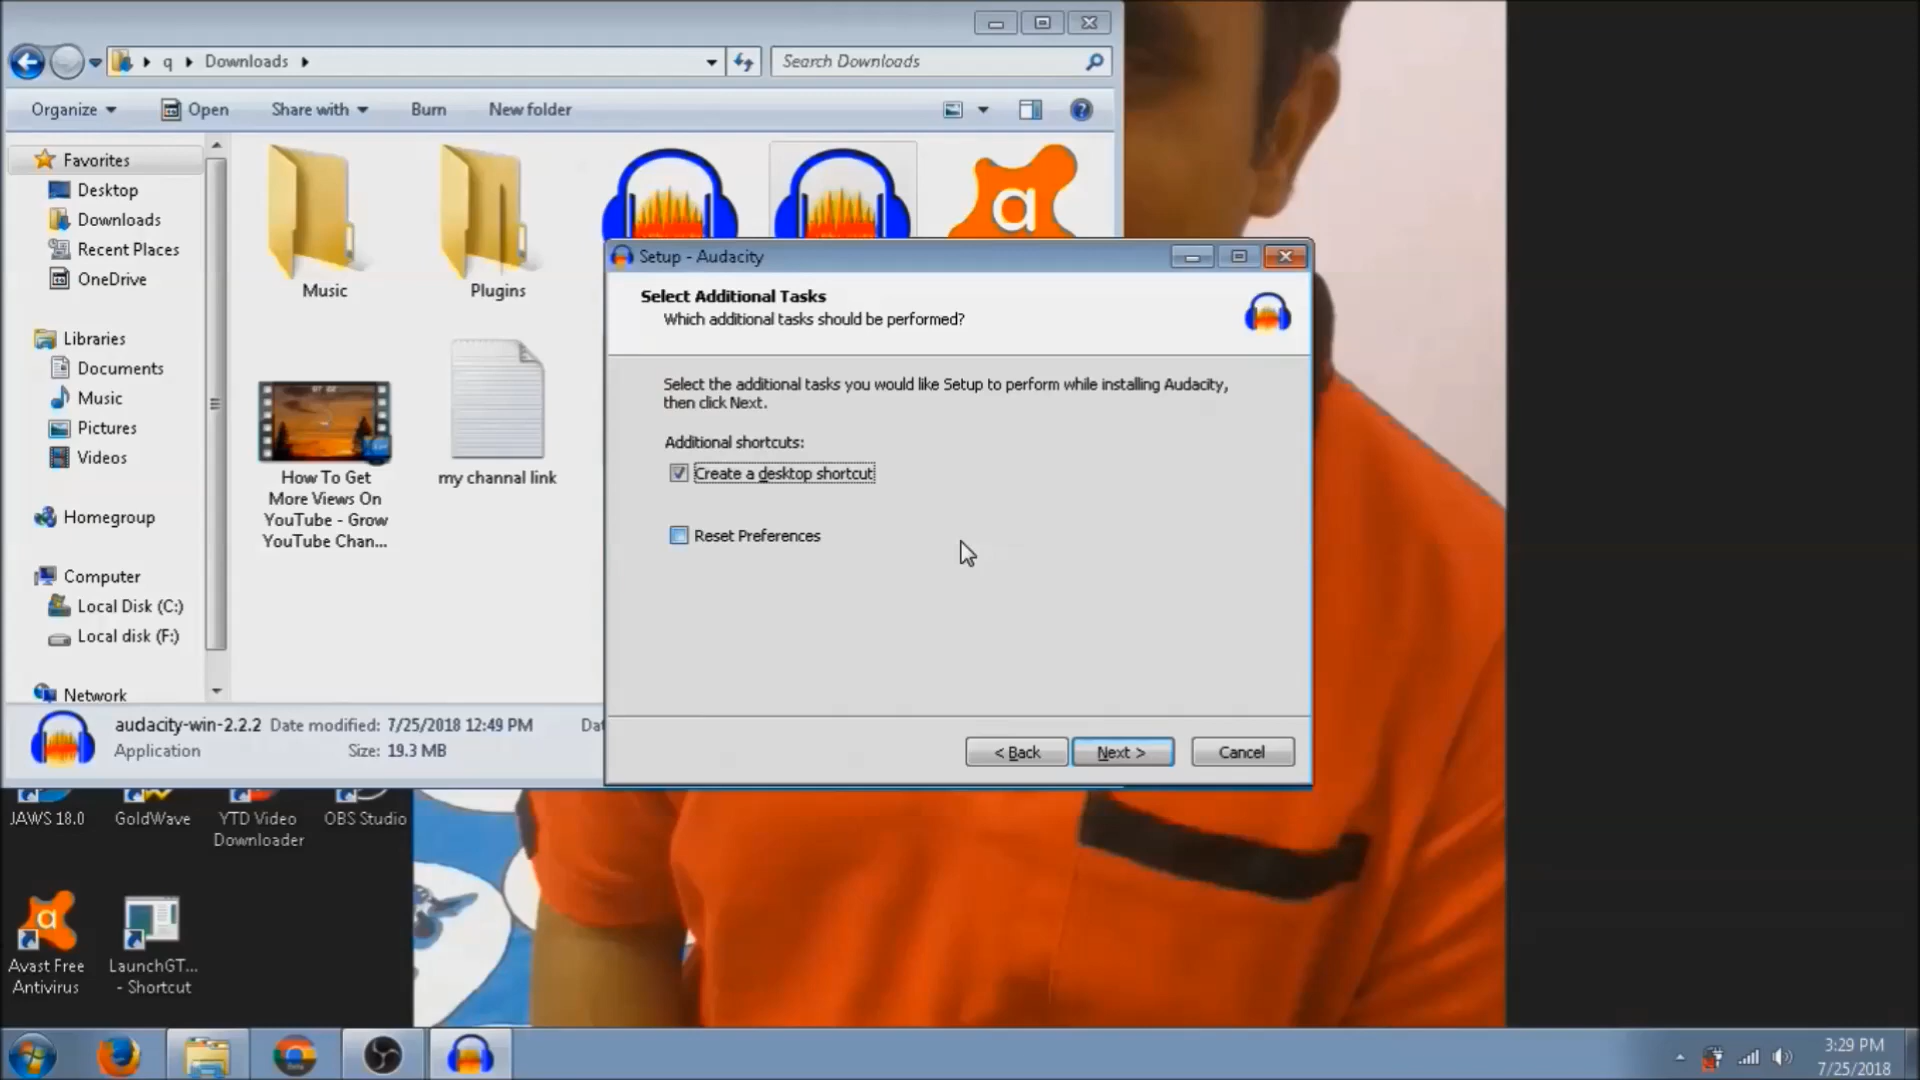 q
Downloads
Search Downloads
Organize
Open
Share with
Burn
New folder
Favorites
Desktop
Downloads
Recent Places
OneDrive
Libraries
Documents
Music
Pictures
Videos
Homegroup
Computer
Local Disk (C:)
Local disk (F:)
Network
Music
Plugins
a
How To Get
More Views On
YouTube - Grow
YouTube Chan...
my channal link
audacity-win-2.2.2 Date modified: 7/25/2018 12:49 PM
Application Size: 19.3 MB
Setup - Audacity
Select Additional Tasks
Which additional tasks should be performed?
Select the additional tasks you would like Setup to perform while installing Audacity,
then click Next.
Additional shortcuts:
Create a desktop shortcut
Reset Preferences
< Back
Next >
Cancel
JAWS 18.0
GoldWave
YTD Video
Downloader
OBS Studio
a
Avast Free
Antivirus
LaunchGT...
- Shortcut
3:29 PM
7/25/2018